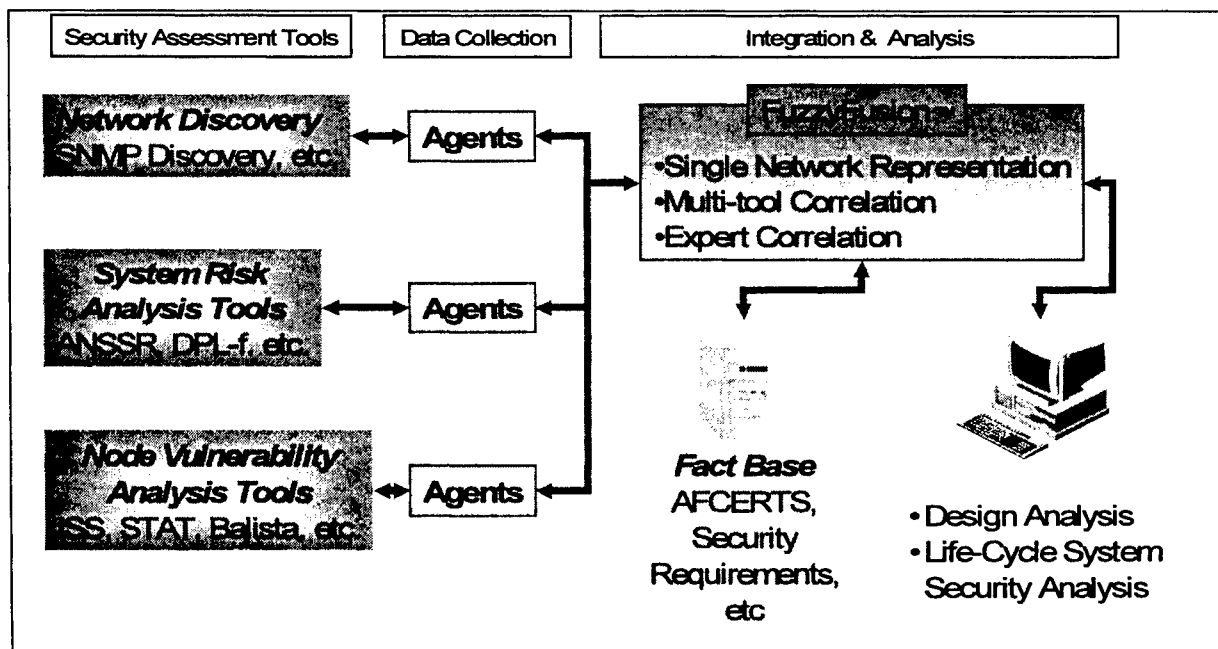 Security Assessment Tools
Data Collection
Integration & Analysis
Network Discovery
SNMP Discovery, etc.
Agents
System Risk
Analysis Tools
ANSSR, DPL-f, etc.
Agents
Node Vulnerability
Analysis Tools
ISS, STAT, Balista, etc.
Agents
FuzzyFusion™
•Single Network Representation
•Multi-tool Correlation
•Expert Correlation
Fact Base
AFCERTS,
Security
Requirements,
etc
•Design Analysis
•Life-Cycle System
Security Analysis